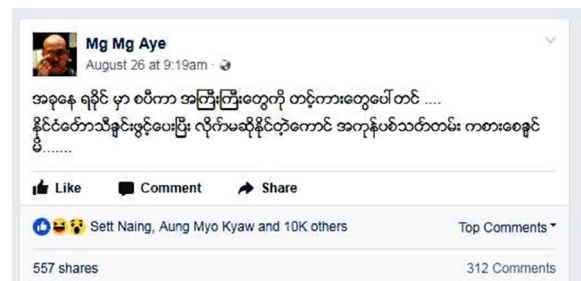 Mg Mg Aye
August 26 at 9:19am ·
အခုနေ ရခိုင် မှာ စပီကာ အကြီးကြီးတွေကို တင့်ကားတွေပေါ် တင် ....
နိုင်ငံတော်သီချင်းဖွင့်ပေးပြီး လိုက်မဆိုနိုင်တဲ့ကောင် အကုန်ပစ်သတ်တမ်း ကစားစေချင်
မိ.......
Like Comment Share
Sett Naing, Aung Myo Kyaw and 10K others Top Comments
557 shares 312 Comments